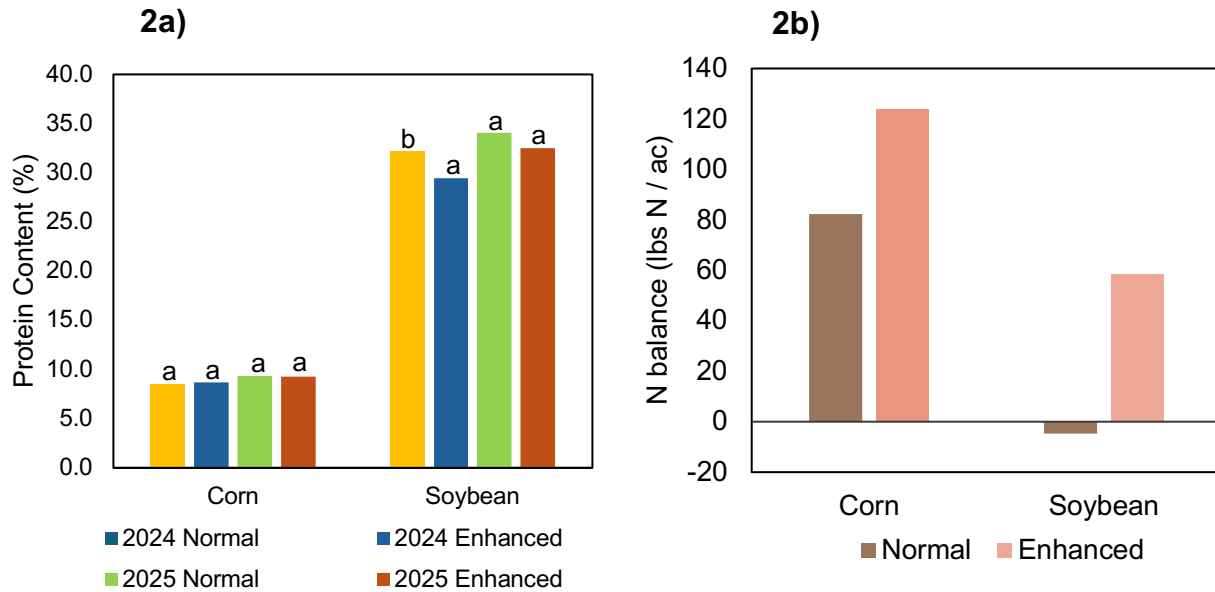 2a)
40.0
35.0
30.0
25.0
20.0
15.0
10.0
5.0
0.0
Protein Content (%)
a a a a
b a a a
Corn Soybean
2024 Normal 2024 Enhanced
2025 Normal 2025 Enhanced
2b)
140
120
100
80
60
40
20
0
-20
N balance (lbs N / ac)
Corn Soybean
Normal Enhanced